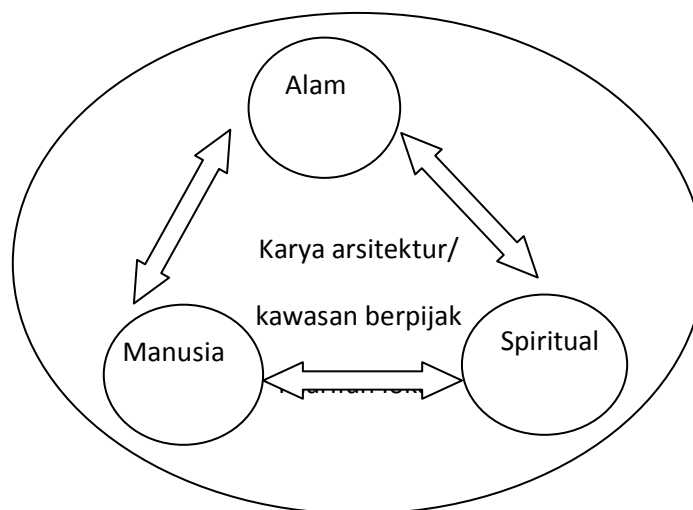 Alam
Karya arsitektur/
kawasan berpijak
Manusia
Spiritual